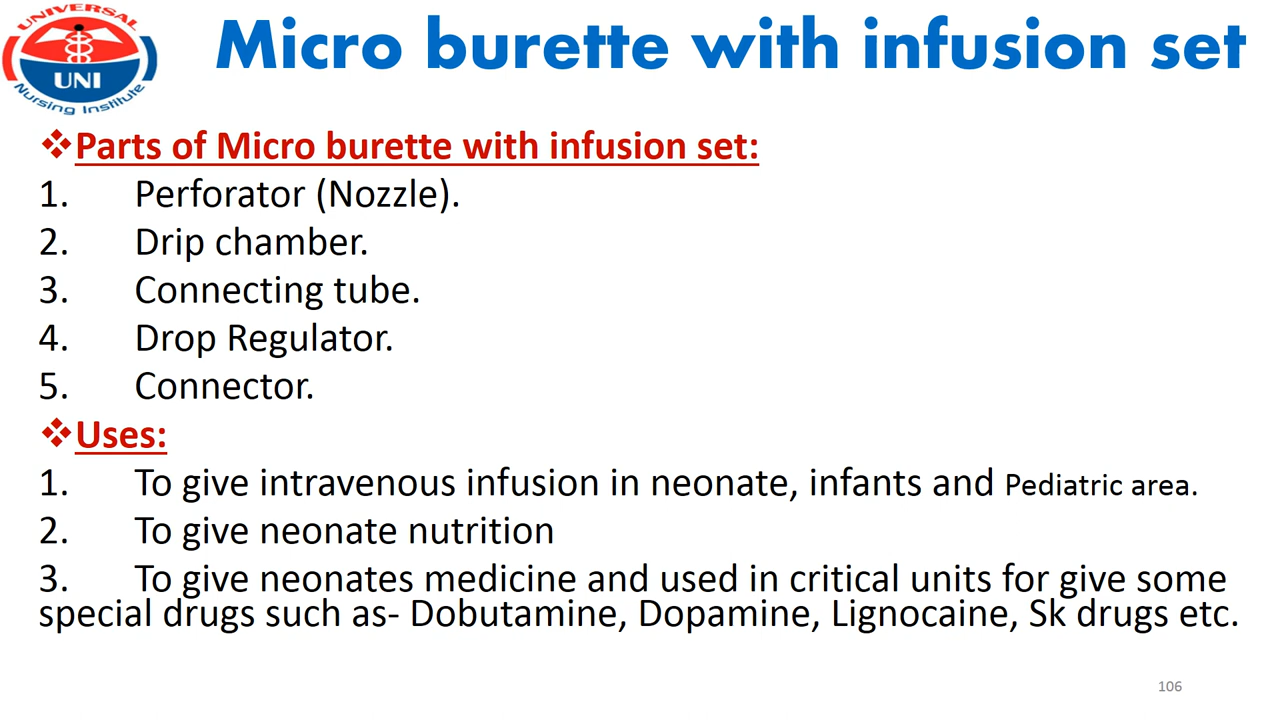 UNIVERSAL
UNI
Nursing Institute
Micro burette with infusion set
❖Parts of Micro burette with infusion set:
1. Perforator (Nozzle).
2. Drip chamber.
3. Connecting tube.
4. Drop Regulator.
5. Connector.
❖Uses:
1. To give intravenous infusion in neonate, infants and Pediatric area.
2. To give neonate nutrition
3. To give neonates medicine and used in critical units for give some
special drugs such as- Dobutamine, Dopamine, Lignocaine, Sk drugs etc.
106